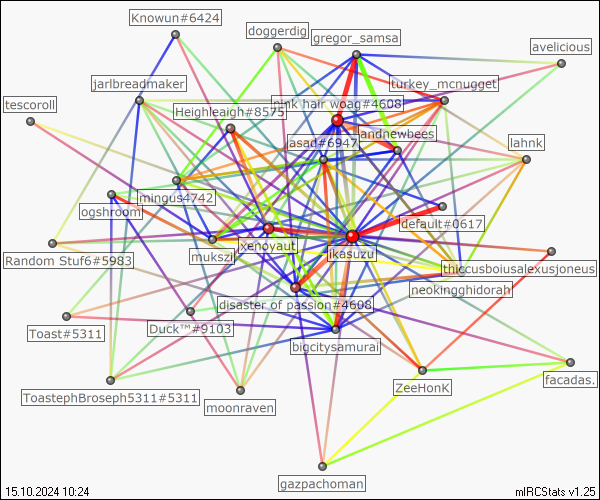 Knowun#6424
doggerdig
gregor_samsa
avelicious
jarlbreadmaker
turkey_mcnugget
tescoroll
Heighleaigh#8575
pink hair woag#4608
andnewbees
asad#6947
lahnk
mingus4742
ogshroom
default#0617
xenoyaut
mukszi
ikasuzu
Random Stuf6#5983
thiccusboiusalexusjoneus
neokingghidorah
disaster of passion#4608
Toast#5311
Duck™#9103
bigcitysamurai
ToastephBroseph5311#5311
moonraven
ZeeHonK
facadas.
gazpachoman
15.10.2024 10:24
mIRCStats v1.25